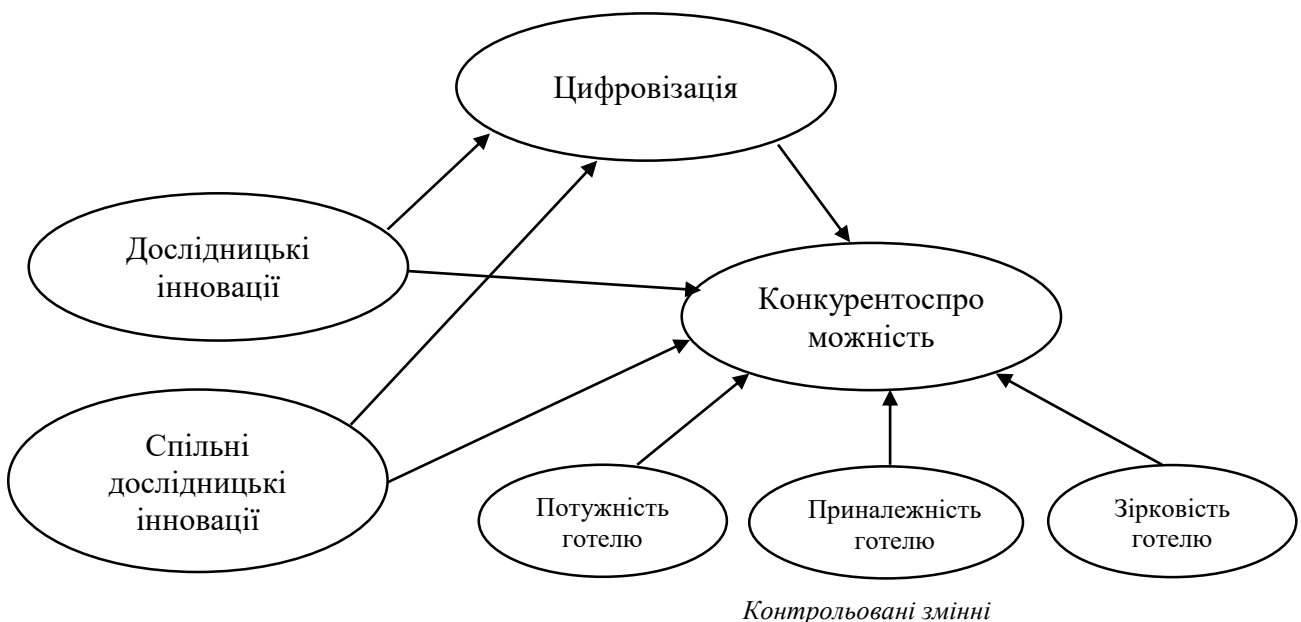 Цифровізація
Дослідницькі
інновації
Конкурентоспро
можність
Спільні
дослідницькі
інновації
Потужність
готелю
Приналежність
готелю
Зірковість
готелю
Контрольовані змінні